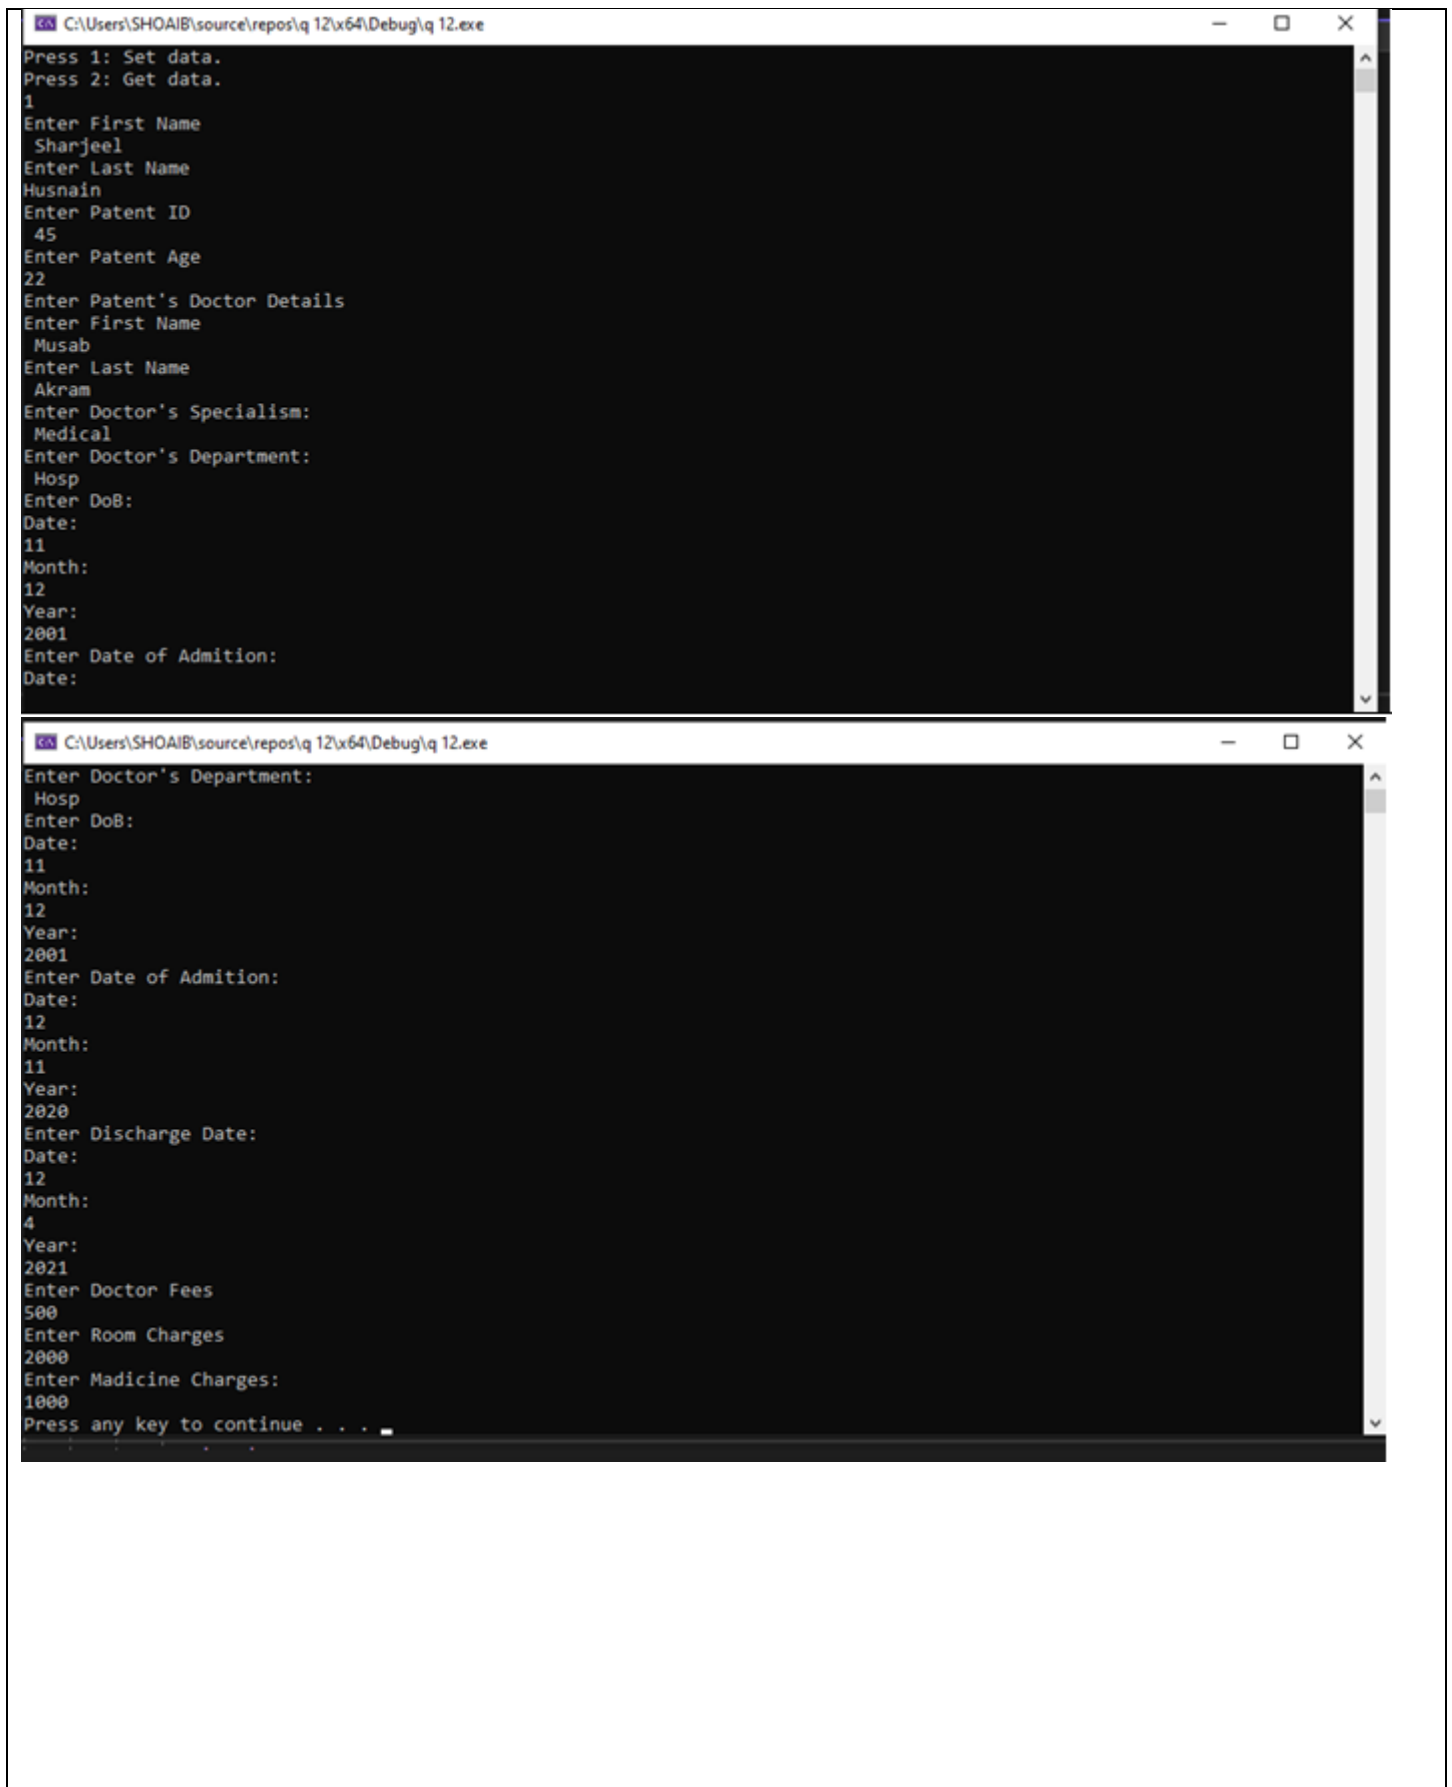 C:\Users\SHOAIB\source\repos\q 12\x64\Debug\q 12.exe
Press 1: Set data.
Press 2: Get data.
1
Enter First Name
Sharjeel
Enter Last Name
Husnain
Enter Patent ID
45
Enter Patent Age
22
Enter Patent's Doctor Details
Enter First Name
Musab
Enter Last Name
Akram
Enter Doctor's Specialism:
Medical
Enter Doctor's Department:
Hosp
Enter DoB:
Date:
11
Month:
12
Year:
2001
Enter Date of Admition:
Date:
C:\Users\SHOAIB\source\repos\q 12\x64\Debug\q 12.exe
Enter Doctor's Department:
Hosp
Enter DoB:
Date:
11
Month:
12
Year:
2001
Enter Date of Admition:
Date:
12
Month:
11
Year:
2020
Enter Discharge Date:
Date:
12
Month:
4
Year:
2021
Enter Doctor Fees
500
Enter Room Charges
2000
Enter Madicine Charges:
1000
Press any key to continue . . .